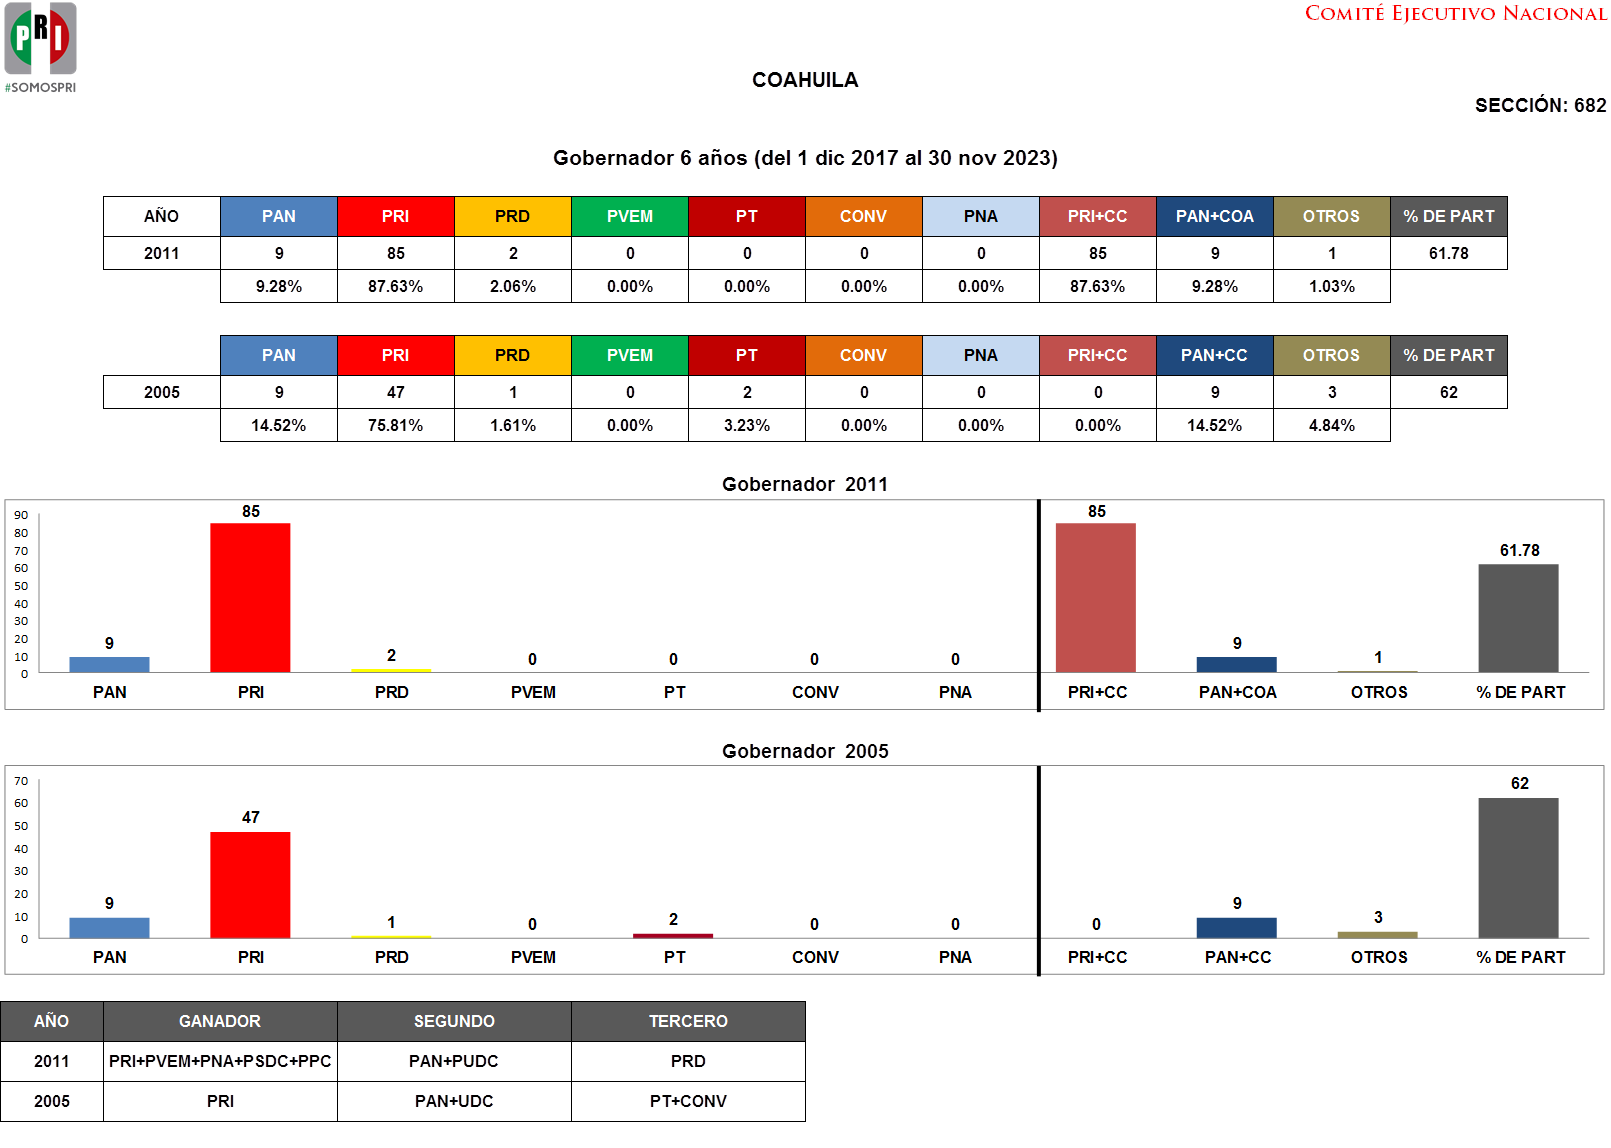 PRI
#SOMOSPRI
COMITÉ EJECUTIVO NACIONAL
COAHUILA
SECCIÓN: 682
Gobernador 6 años (del 1 dic 2017 al 30 nov 2023)
AÑO PAN PRI PRD PVEM PT CONV PNA PRI+CC PAN+COA OTROS % DE PART
2011 9 85 2 0 0 0 0 85 9 1 61.78
9.28% 87.63% 2.06% 0.00% 0.00% 0.00% 0.00% 87.63% 9.28% 1.03%
PAN PRI PRD PVEM PT CONV PNA PRI+CC PAN+CC OTROS % DE PART
2005 9 47 1 0 2 0 0 0 9 3 62
14.52% 75.81% 1.61% 0.00% 3.23% 0.00% 0.00% 0.00% 14.52% 4.84%
Gobernador 2011
90
80
70
60
50
40
30
20
10
0
9 85 2 0 0 0 0 85 9 1 61.78
PAN PRI PRD PVEM PT CONV PNA PRI+CC PAN+COA OTROS % DE PART
Gobernador 2005
70
60
50
40
30
20
10
0
9 47 1 0 2 0 0 0 9 3 62
PAN PRI PRD PVEM PT CONV PNA PRI+CC PAN+CC OTROS % DE PART
AÑO GANADOR SEGUNDO TERCERO
2011 PRI+PVEM+PNA+PSDC+PPC PAN+PUDC PRD
2005 PRI PAN+UDC PT+CONV